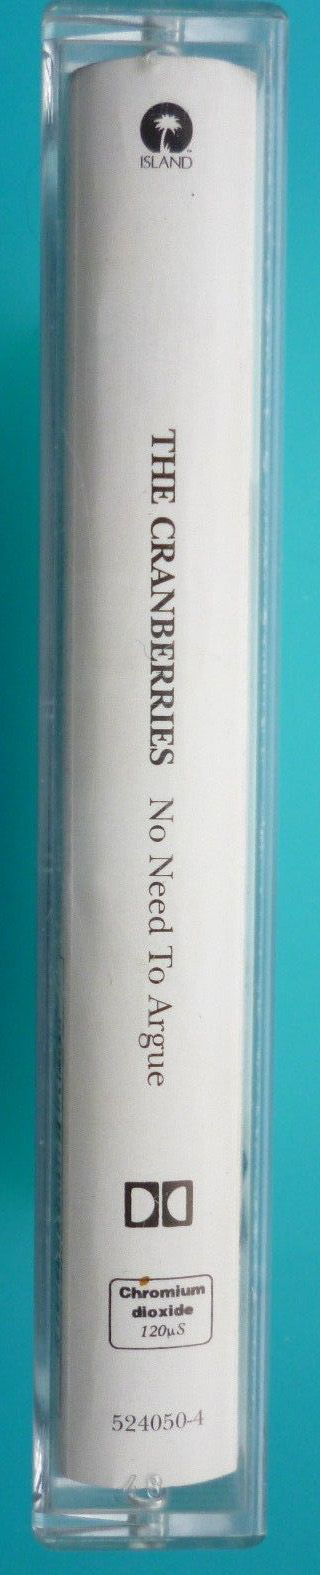 ISLAND
THE CRANBERRIES No Need To Argue
Chromium
dioxide
120µS
524050-4